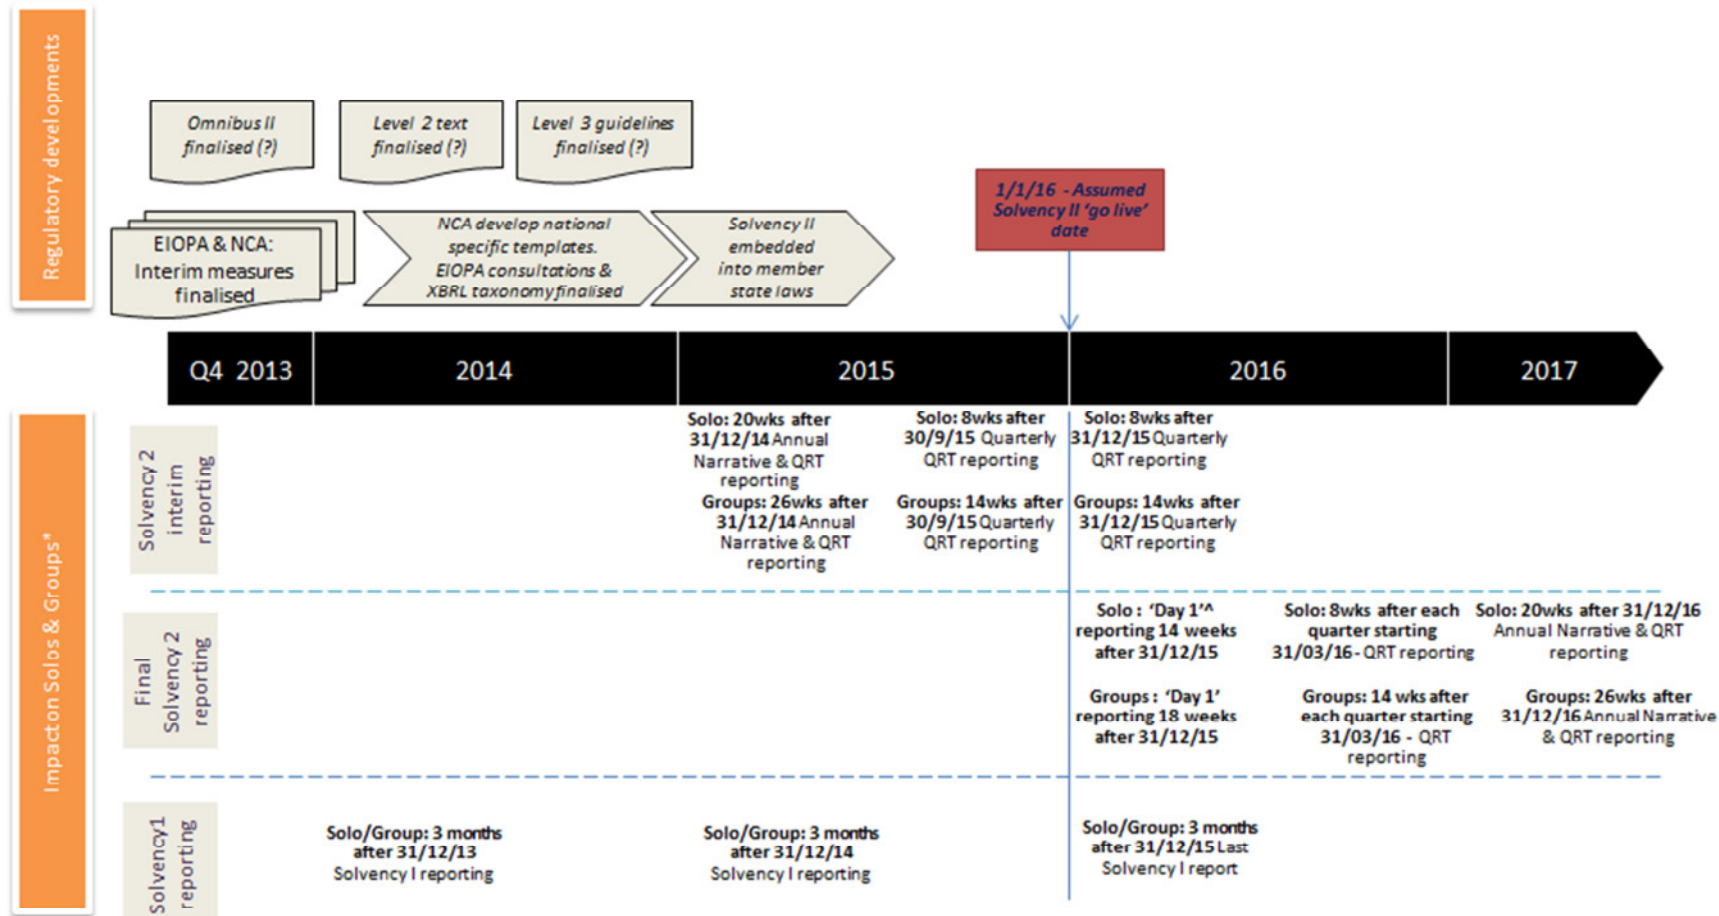 Regulatory developments
Omnibus II
finalised (?)
Level 2 text
finalised (?)
Level 3 guidelines
finalised (?)
1/1/16 - Assumed
Solvency II 'go live'
date
EIOPA & NCA:
Interim measures
finalised
NCA develop national
specific templates.
EIOPA consultations &
XBRL taxonomy finalised
Solvency II
embedded
into member
state laws
Q4 2013
2014
2015
2016
2017
Impacton Solos & Groups*
Solvency 2
interim
reporting
Solo: 20wks after
31/12/14 Annual
Narrative & QRT
reporting
Solo: 8wks after
30/9/15 Quarterly
QRT reporting
Solo: 8wks after
31/12/15 Quarterly
QRT reporting
Groups: 26wks after
31/12/14 Annual
Narrative & QRT
reporting
Groups: 14wks after
30/9/15 Quarterly
QRT reporting
Groups: 14wks after
31/12/15 Quarterly
QRT reporting
Final
Solvency 2
reporting
Solo : 'Day 1'^
reporting 14 weeks
after 31/12/15
Solo: 8wks after each
quarter starting
31/03/16 - QRT reporting
Solo: 20wks after 31/12/16
Annual Narrative & QRT
reporting
Groups : 'Day 1'
reporting 18 weeks
after 31/12/15
Groups: 14 wks after
each quarter starting
31/03/16 - QRT
reporting
Groups: 26wks after
31/12/16 Annual Narrative
& QRT reporting
Solvency1
reporting
Solo/Group: 3 months
after 31/12/13
Solvency I reporting
Solo/Group: 3 months
after 31/12/14
Solvency I reporting
Solo/Group: 3 months
after 31/12/15 Last
Solvency I report